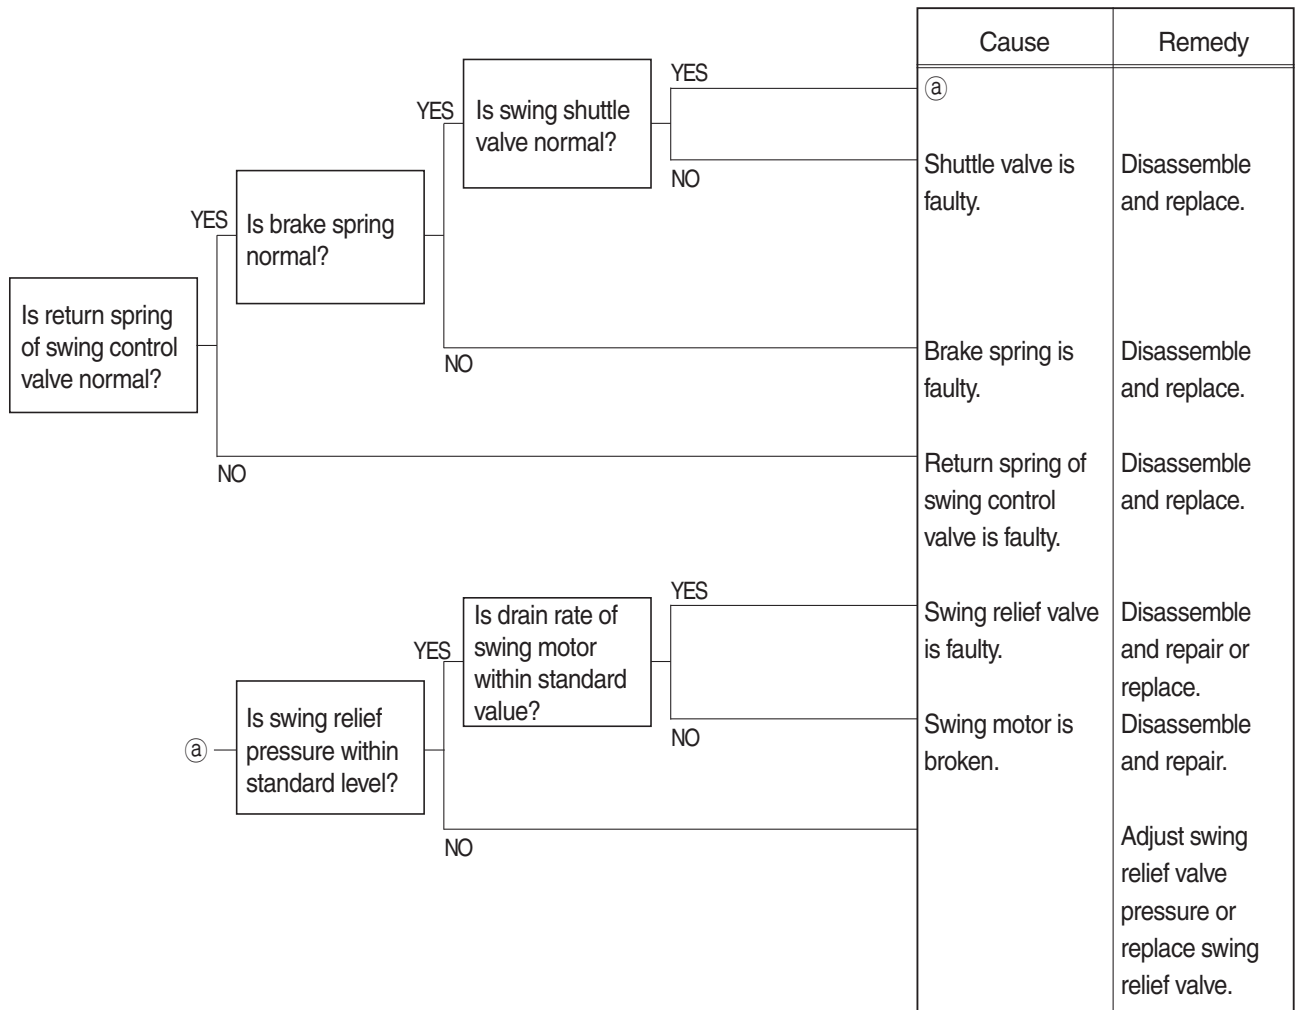 Cause
Remedy
YES
ⓐ
YES
Is swing shuttle
valve normal?
NO
Shuttle valve is
faulty.
Disassemble
and replace.
YES
Is brake spring
normal?
NO
Brake spring is
faulty.
Disassemble
and replace.
Is return spring
of swing control
valve normal?
NO
Return spring of
swing control
valve is faulty.
Disassemble
and replace.
YES
Swing relief valve
is faulty.
Disassemble
and repair or
replace.
YES
Is drain rate of
swing motor
within standard
value?
NO
Swing motor is
broken.
Disassemble
and repair.
ⓐ
Is swing relief
pressure within
standard level?
NO
Adjust swing
relief valve
pressure or
replace swing
relief valve.